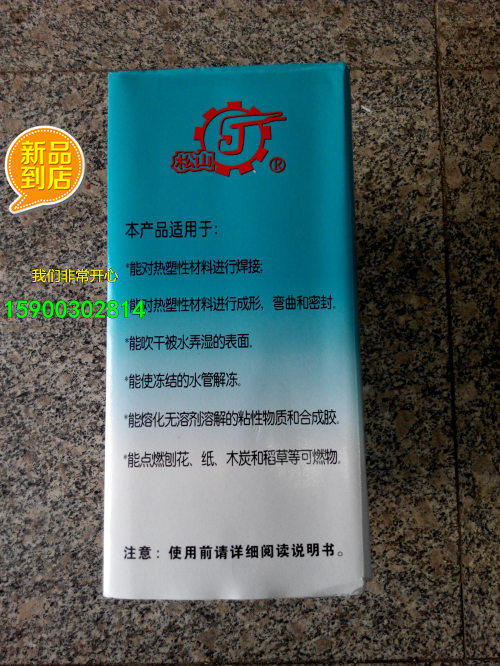 松山
SJ
®
新品
到店
本产品适用于：
*能对热塑性材料进行焊接;
我们非常开心
15900302814
*能对热塑性材料进行成形，弯曲和密封。
*能吹干被水弄湿的表面。
*能使冻结的水管解冻。
*能熔化无溶剂溶解的粘性物质和合成胶。
*能点燃刨花、纸、木炭和稻草等可燃物。
注意：使用前请详细阅读说明书。